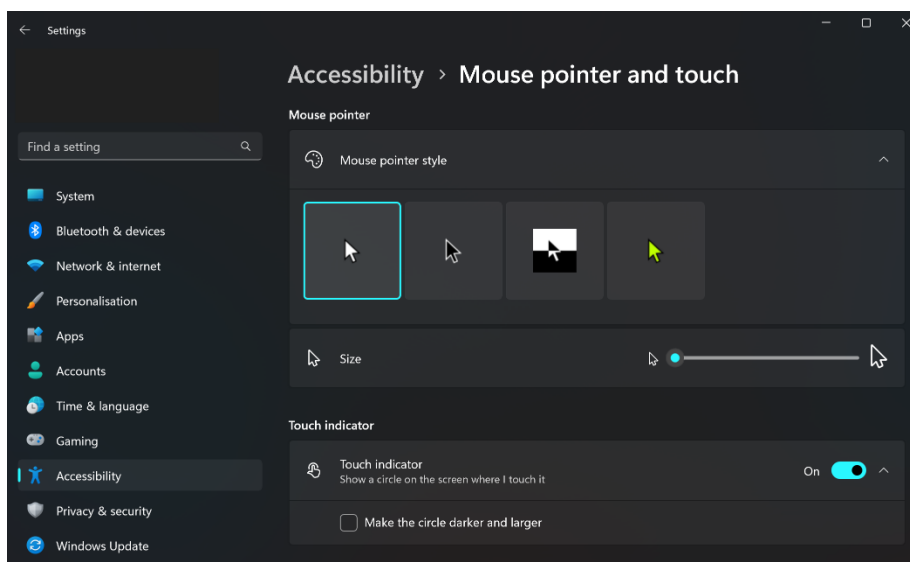 Settings
Accessibility > Mouse pointer and touch
Mouse pointer
Find a setting
Mouse pointer style
System
Bluetooth & devices
Network & internet
Personalisation
Apps
Size
Accounts
Time & language
Touch indicator
Gaming
Touch indicator
Show a circle on the screen where I touch it
On
Accessibility
Privacy & security
Make the circle darker and larger
Windows Update